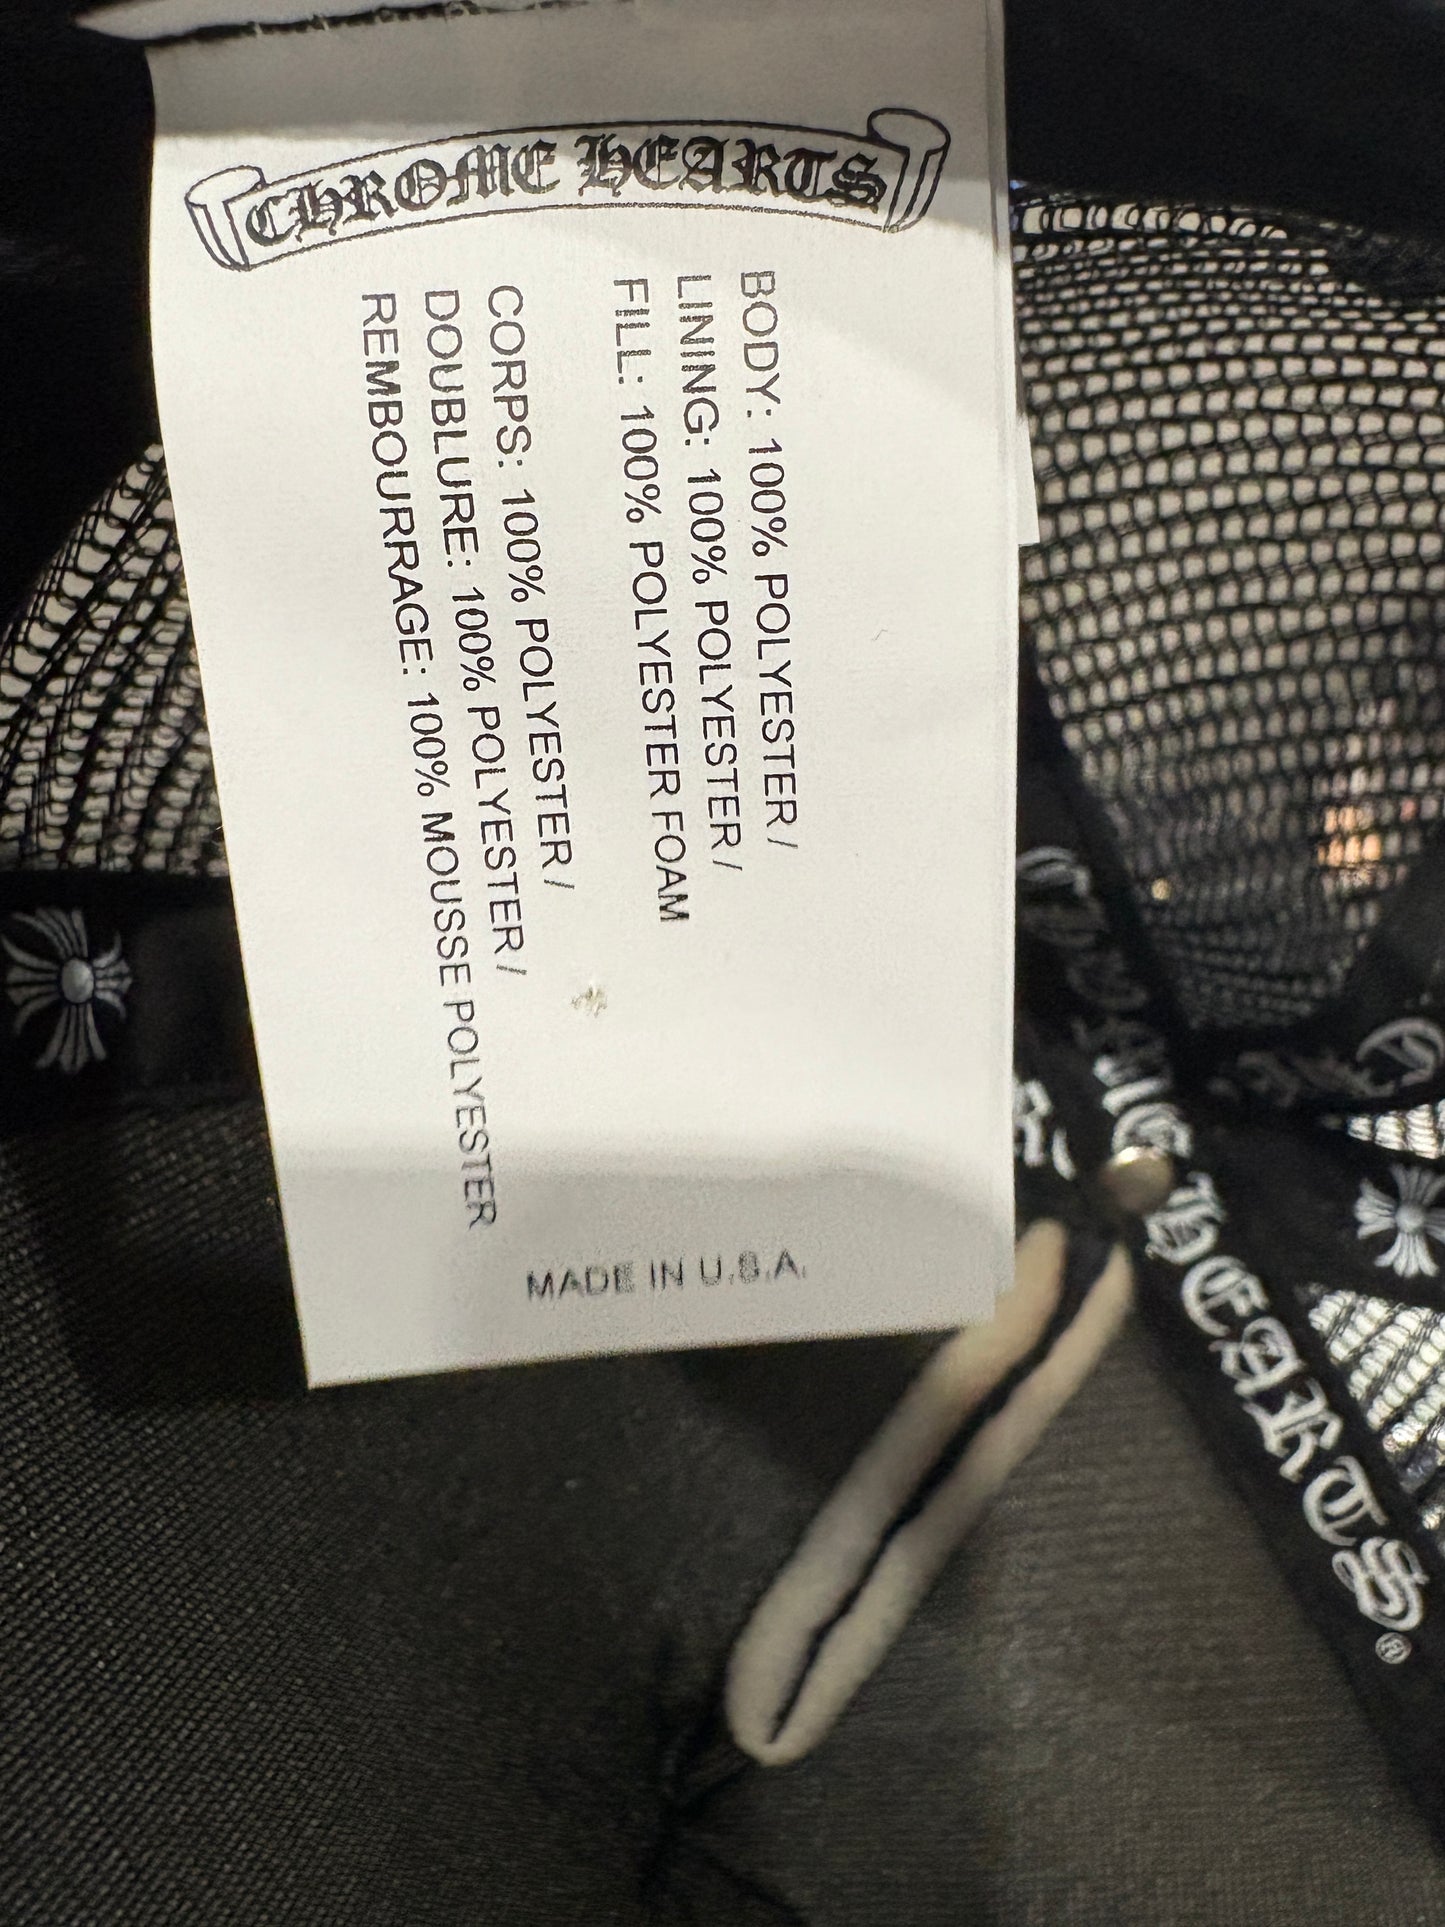 CHROME HEARTS
BODY: 100% POLYESTER /
LINING: 100% POLYESTER /
FILL: 100% POLYESTER FOAM
CORPS: 100% POLYESTER /
DOUBLURE: 100% POLYESTER /
REMBOURRAGE: 100% MOUSSE POLYESTER
MADE IN U.S.A.
CHROME HEARTS®